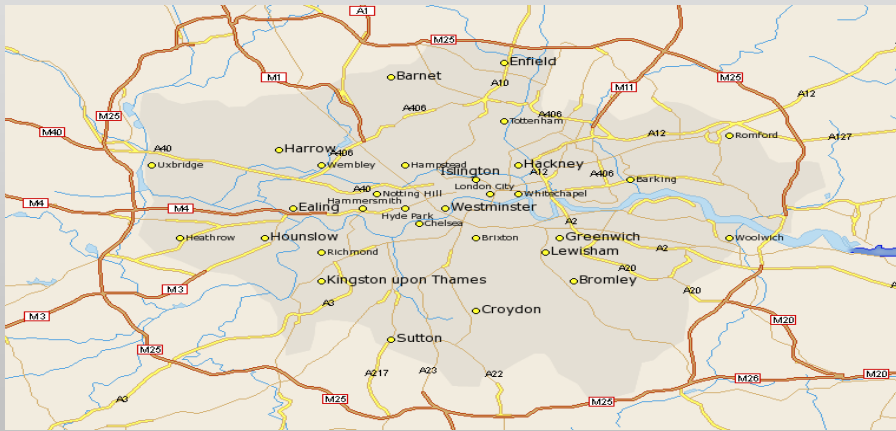 A1
M25
Enfield
Barnet
M1
A10
M11
M25
A12
M25
A406
A406
Tottenham
M40
A12
Romford
A127
A40
Harrow
A406
Uxbridge
Wembley
Hampstead
Hackney
Islington
A12
A406
Barking
London City
A40
Notting Hill
Whitechapel
Hammersmith
M4
M4
Ealing
Hyde Park
Westminster
Chelsea
A2
Heathrow
Hounslow
Brixton
Greenwich
A2
Woolwich
Richmond
Lewisham
A20
Kingston upon Thames
Bromley
M3
A20
A3
M3
Croydon
M20
Sutton
M25
A217
A23
A22
M26
M20
A3
M25
M25